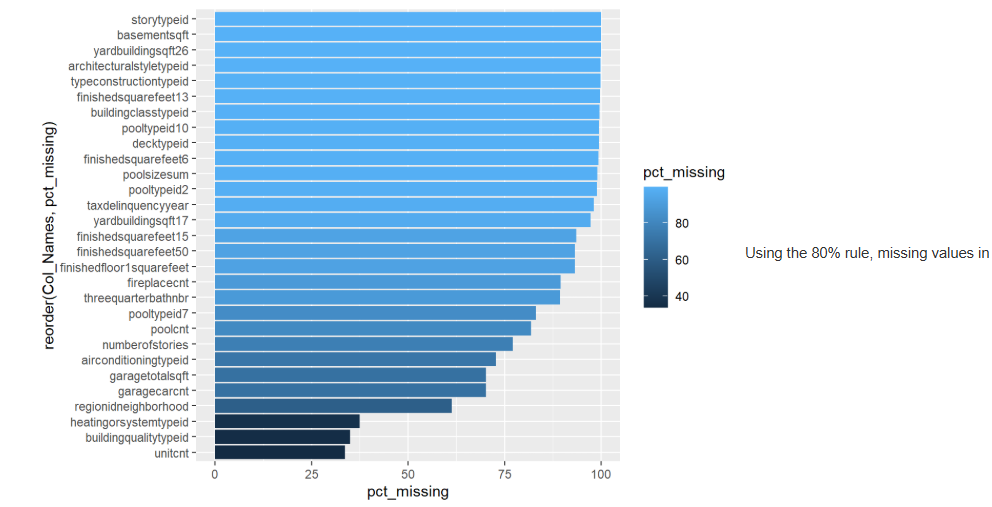 storytypeid
basementsqft
yardbuildingsqft26
architecturalstyletypeid
typeconstructiontypeid
finishedsquarefeet13
buildingclasstypeid
pooltypeid10
decktypeid
finishedsquarefeet6
poolsizesum
pooltypeid2
taxdelinquencyyear
yardbuildingsqft17
finishedsquarefeet15
finishedsquarefeet50
finishedfloor1squarefeet
fireplacecnt
threequarterbathnbr
pooltypeid7
poolcnt
numberofstories
airconditioningtypeid
garagetotalsqft
garagecarcnt
regionidneighborhood
heatingorsystemtypeid
buildingqualitytypeid
unitcnt
reorder(Col_Names, pct_missing)
0 25 50 75 100
pct_missing
pct_missing
80
60
40
Using the 80% rule, missing values in